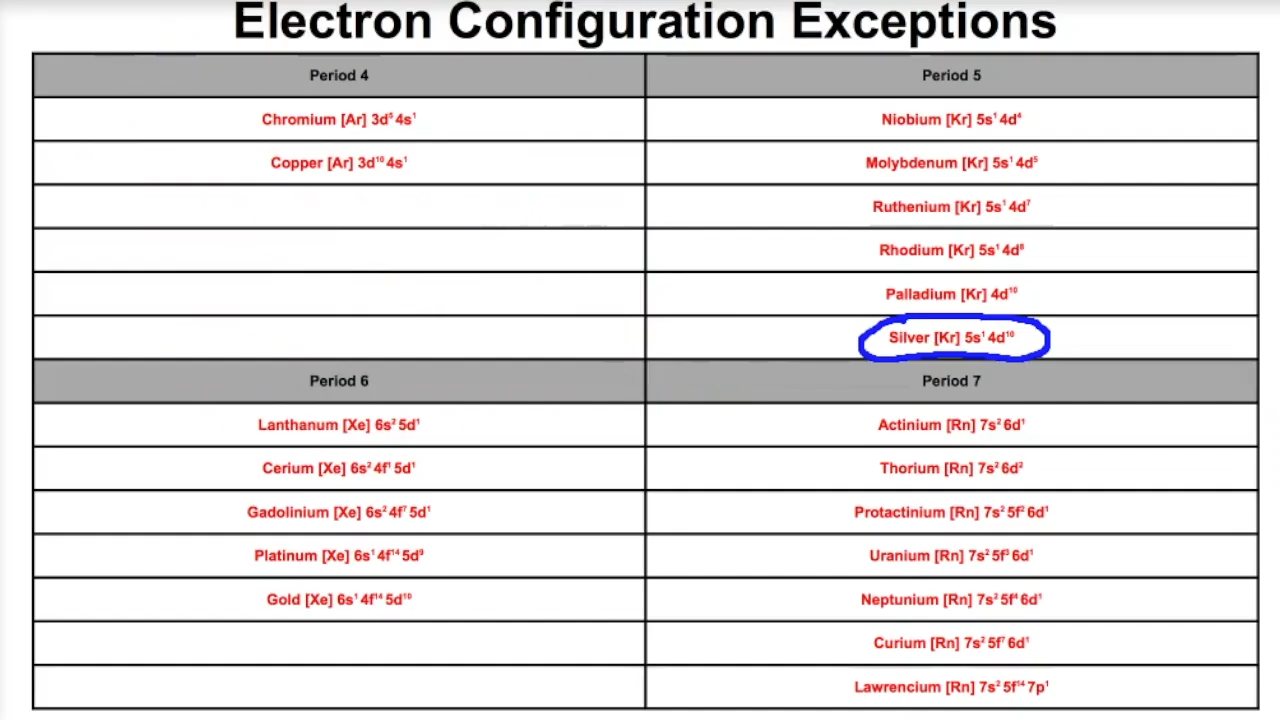 Electron Configuration Exceptions
Period 4 Period 5
Chromium [Ar] 3d⁵ 4s¹ Niobium [Kr] 5s¹ 4d⁴
Copper [Ar] 3d¹⁰ 4s¹ Molybdenum [Kr] 5s¹ 4d⁵
Ruthenium [Kr] 5s¹ 4d⁷
Rhodium [Kr] 5s¹ 4d⁸
Palladium [Kr] 4d¹⁰
Silver [Kr] 5s¹ 4d¹⁰
Period 6 Period 7
Lanthanum [Xe] 6s² 5d¹ Actinium [Rn] 7s² 6d¹
Cerium [Xe] 6s² 4f¹ 5d¹ Thorium [Rn] 7s² 6d²
Gadolinium [Xe] 6s² 4f⁷ 5d¹ Protactinium [Rn] 7s² 5f² 6d¹
Platinum [Xe] 6s¹ 4f¹⁴ 5d⁹ Uranium [Rn] 7s² 5f³ 6d¹
Gold [Xe] 6s¹ 4f¹⁴ 5d¹⁰ Neptunium [Rn] 7s² 5f⁴ 6d¹
Curium [Rn] 7s² 5f⁷ 6d¹
Lawrencium [Rn] 7s² 5f¹⁴ 7p¹